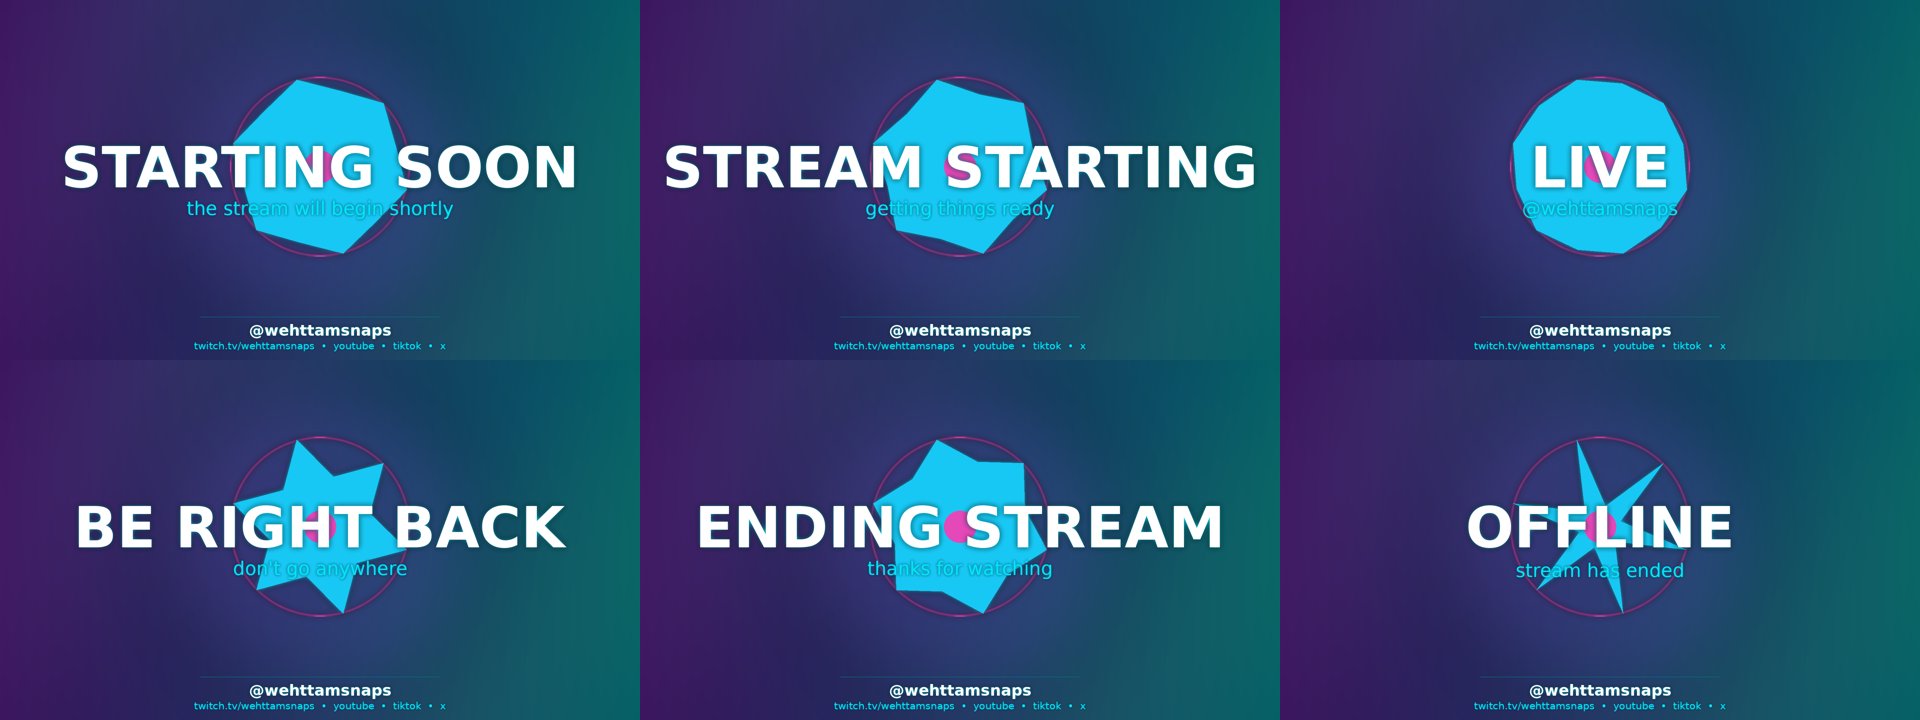 STARTING SOON
the stream will begin shortly
@wehttamsnaps
twitch.tv/wehttamsnaps • youtube • tiktok • x
STREAM STARTING
getting things ready
@wehttamsnaps
twitch.tv/wehttamsnaps • youtube • tiktok • x
LIVE
@wehttamsnaps
@wehttamsnaps
twitch.tv/wehttamsnaps • youtube • tiktok • x
BE RIGHT BACK
don't go anywhere
@wehttamsnaps
twitch.tv/wehttamsnaps • youtube • tiktok • x
ENDING STREAM
thanks for watching
@wehttamsnaps
twitch.tv/wehttamsnaps • youtube • tiktok • x
OFFLINE
stream has ended
@wehttamsnaps
twitch.tv/wehttamsnaps • youtube • tiktok • x